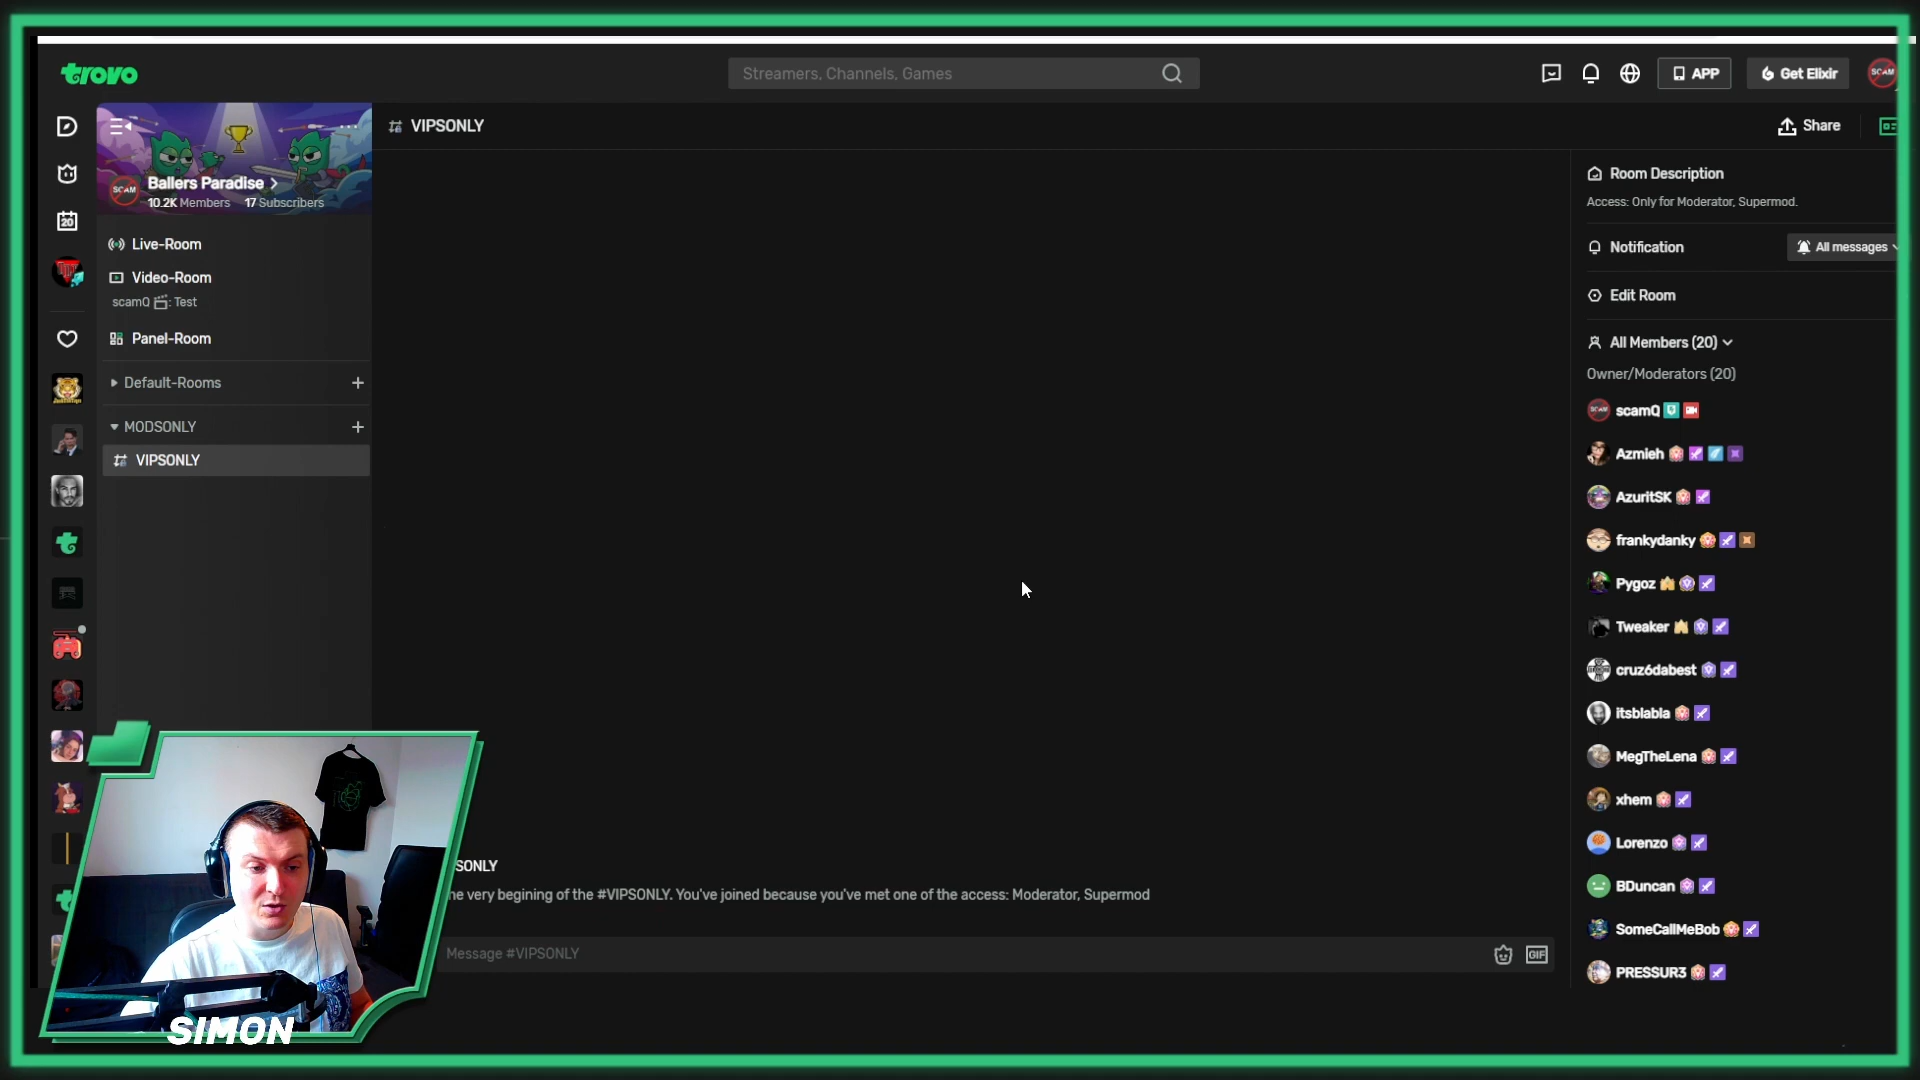 trovo
Streamers, Channels, Games
APP
Get Elixir
SCAM
20
SCAM
Ballers Paradise >
10.2K Members 17 Subscribers
Live-Room
Video-Room
scamQ : Test
Panel-Room
Default-Rooms +
MODSONLY +
# VIPSONLY
# VIPSONLY
Share
Room Description
Access: Only for Moderator, Supermod.
Notification
All messages
Edit Room
All Members (20)
Owner/Moderators (20)
scamQ
Azmieh
AzuritSK
frankydanky
Pygoz
Tweaker
cruz6dabest
itsblabla
MegTheLena
xhem
Lorenzo
BDuncan
SomeCallMeBob
PRESSUR3
SONLY
he very begining of the #VIPSONLY. You've joined because you've met one of the access: Moderator, Supermod
Message #VIPSONLY
GIF
SIMON